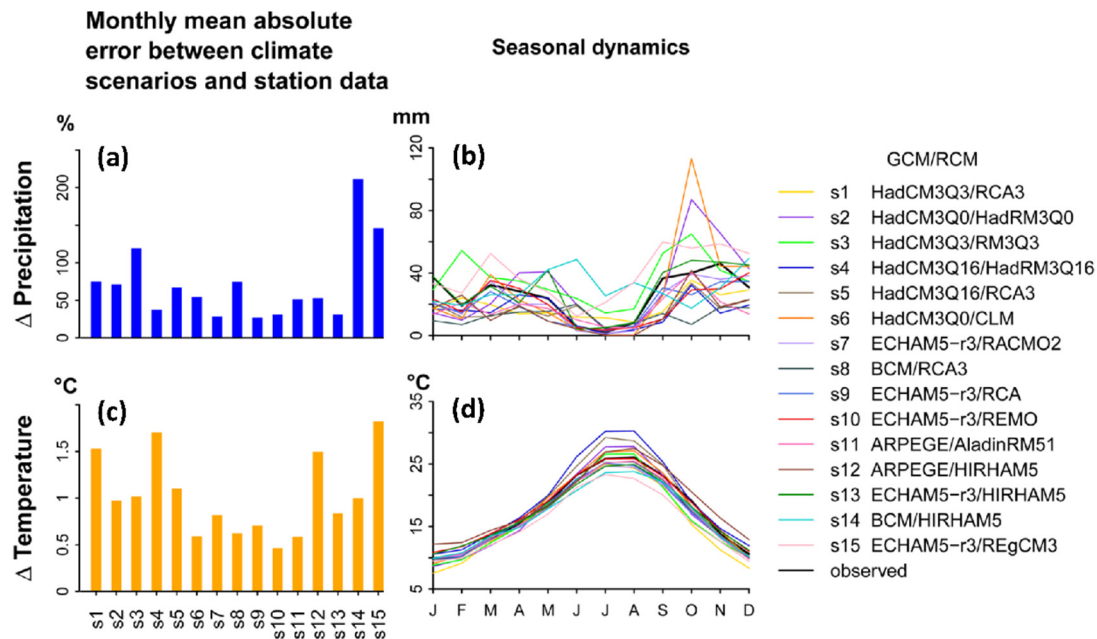 Monthly mean absolute
error between climate
scenarios and station data
Seasonal dynamics
%
Δ Precipitation
0 50 100 200
(a)
mm
0 40 80 120
(b)
°C
Δ Temperature
0 0.5 1 1.5
(c)
s1 s2 s3 s4 s5 s6 s7 s8 s9 s10 s11 s12 s13 s14 s15
°C
5 15 25 35
(d)
J F M A M J J A S O N D
GCM/RCM
s1 HadCM3Q3/RCA3
s2 HadCM3Q0/HadRM3Q0
s3 HadCM3Q3/RM3Q3
s4 HadCM3Q16/HadRM3Q16
s5 HadCM3Q16/RCA3
s6 HadCM3Q0/CLM
s7 ECHAM5−r3/RACMO2
s8 BCM/RCA3
s9 ECHAM5−r3/RCA
s10 ECHAM5−r3/REMO
s11 ARPEGE/AladinRM51
s12 ARPEGE/HIRHAM5
s13 ECHAM5−r3/HIRHAM5
s14 BCM/HIRHAM5
s15 ECHAM5−r3/REgCM3
observed